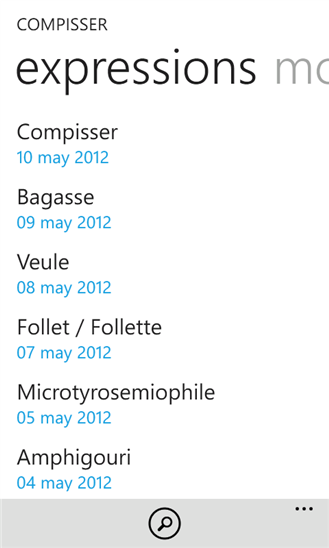 COMPISSER
expressions mo
Compisser
10 may 2012
Bagasse
09 may 2012
Veule
08 may 2012
Follet / Follette
07 may 2012
Microtyrosemiophile
05 may 2012
Amphigouri
04 may 2012